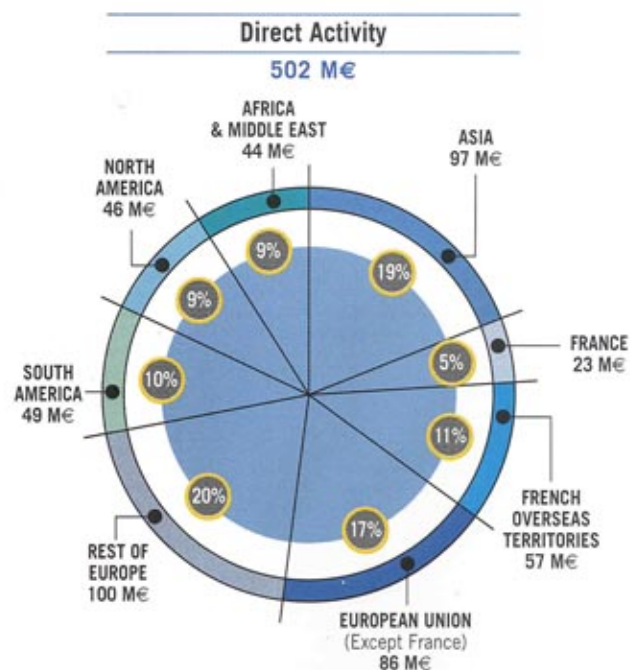 Direct Activity
502 M€
AFRICA
& MIDDLE EAST
44 M€
ASIA
97 M€
NORTH
AMERICA
46 M€
9%
19%
9%
5%
FRANCE
23 M€
SOUTH
AMERICA
49 M€
10%
11%
20%
17%
FRENCH
OVERSEAS
TERRITORIES
57 M€
REST OF
EUROPE
100 M€
EUROPEAN UNION
(Except France)
86 M€